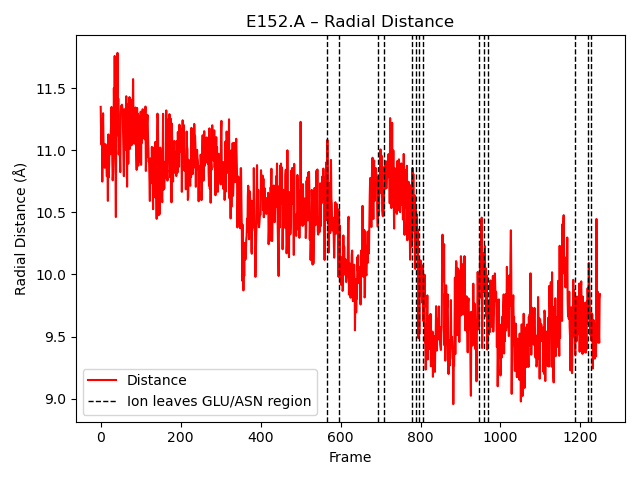 E152.A – Radial Distance
11.5
11.0
10.5
10.0
9.5
9.0
Radial Distance (Å)
Distance
Ion leaves GLU/ASN region
0 200 400 600 800 1000 1200
Frame